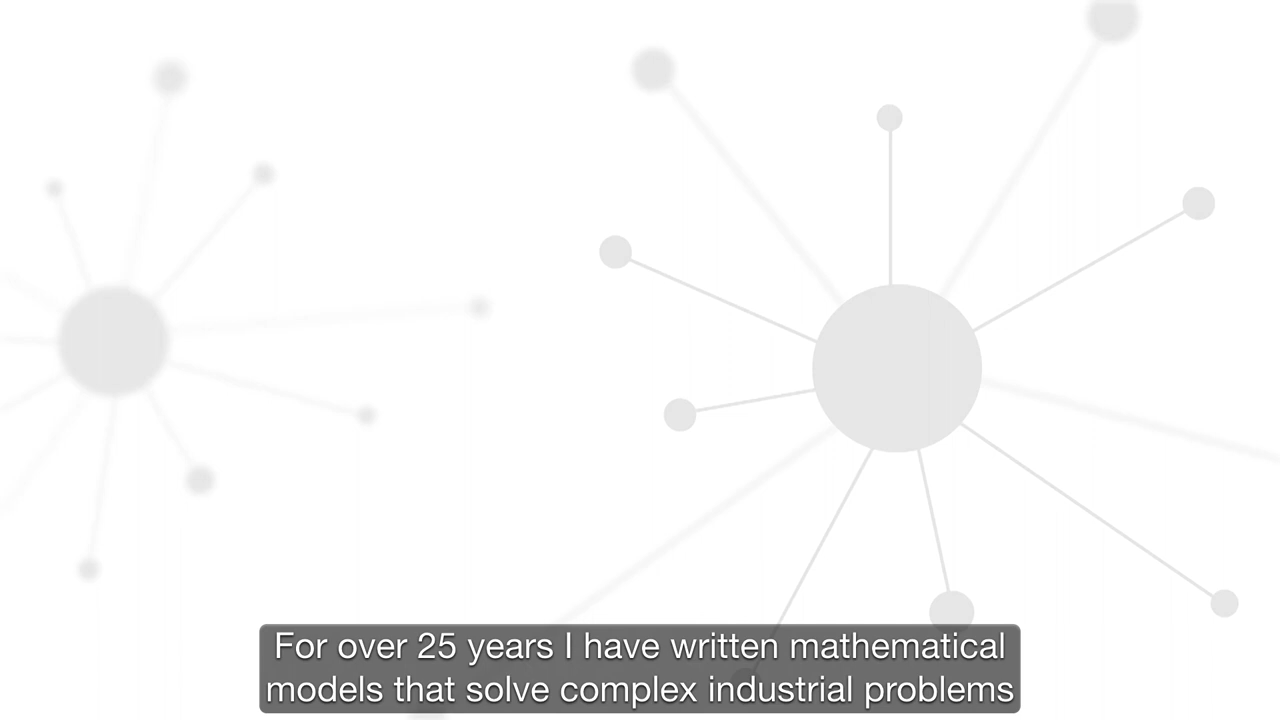 For over 25 years I have written mathematical
models that solve complex industrial problems